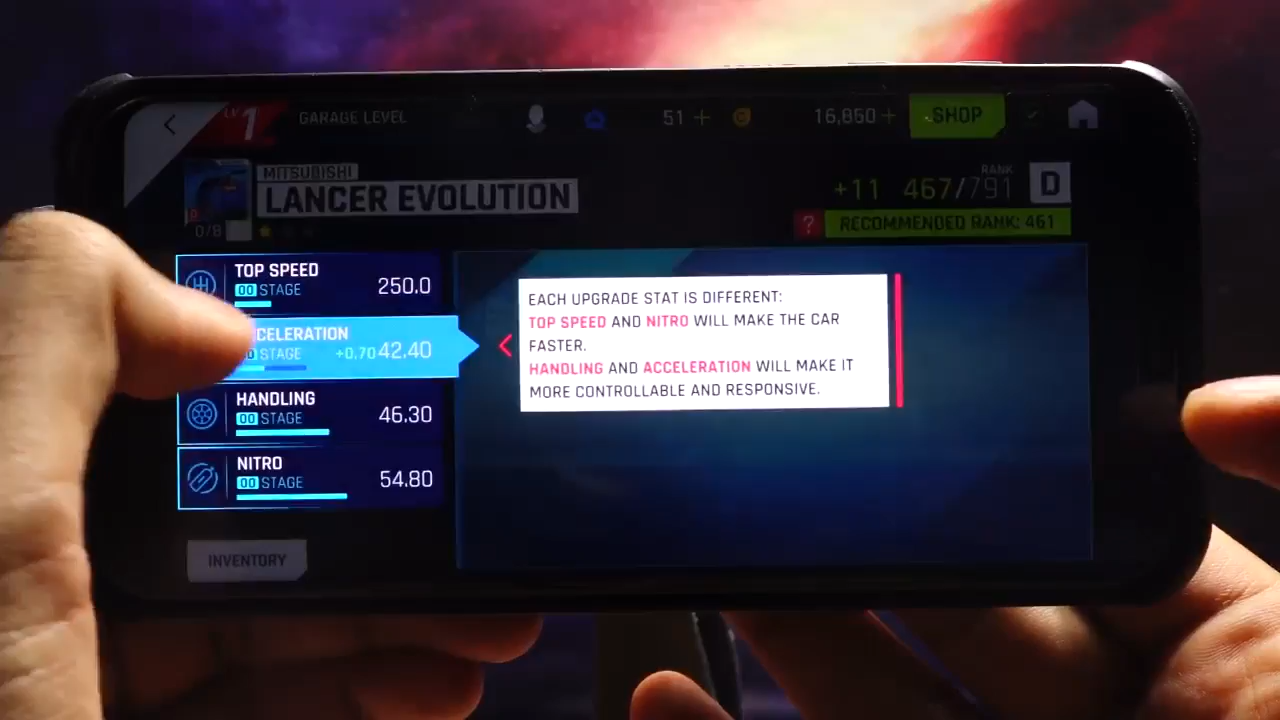 LV 1
GARAGE LEVEL
51 +
16,850 +
SHOP
MITSUBISHI
LANCER EVOLUTION
0/8
D
+11 467/791
RANK
D
?
RECOMMENDED RANK: 461
TOP SPEED
00 STAGE
250.0
CELERATION
STAGE
+0.70 42.40
HANDLING
00 STAGE
46.30
NITRO
00 STAGE
54.80
EACH UPGRADE STAT IS DIFFERENT:
TOP SPEED AND NITRO WILL MAKE THE CAR
FASTER.
HANDLING AND ACCELERATION WILL MAKE IT
MORE CONTROLLABLE AND RESPONSIVE.
INVENTORY